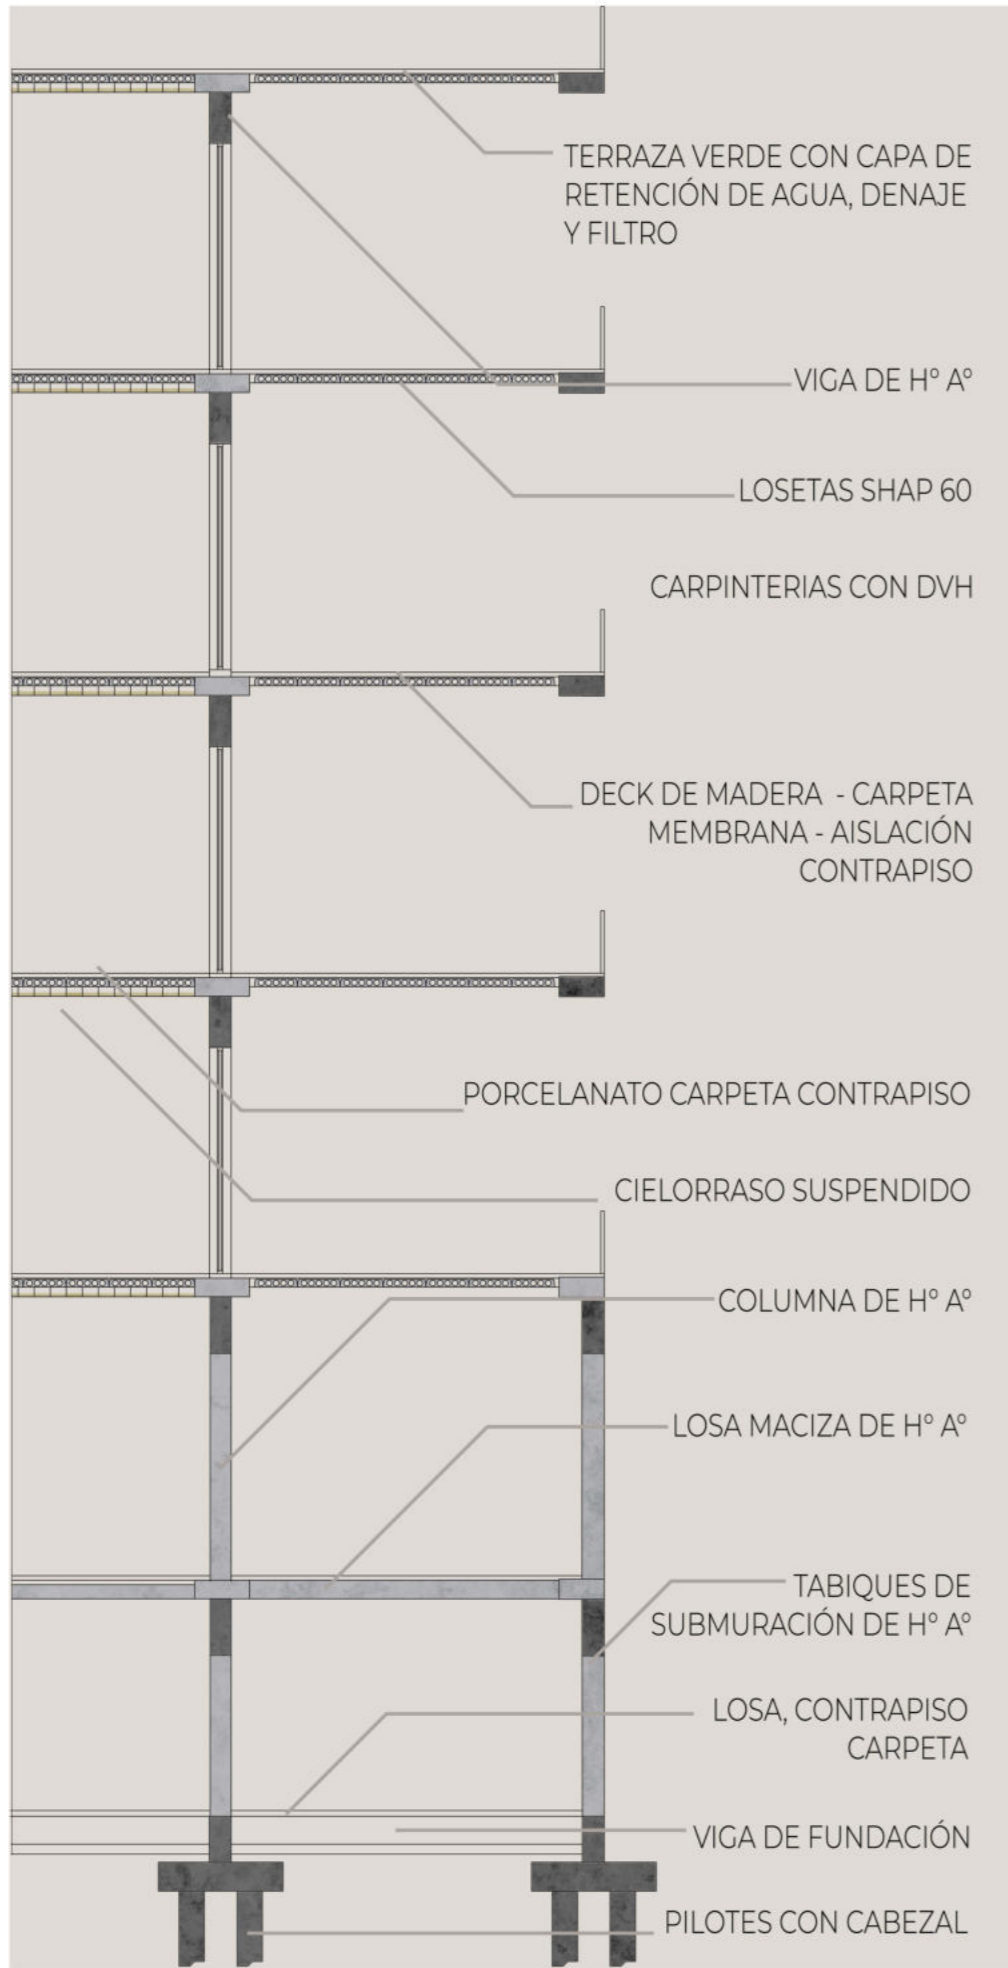 TERRAZA VERDE CON CAPA DE
RETENCIÓN DE AGUA, DENAJE
Y FILTRO
VIGA DE Hº Aº
LOSETAS SHAP 60
CARPINTERIAS CON DVH
DECK DE MADERA - CARPETA
MEMBRANA - AISLACIÓN
CONTRAPISO
PORCELANATO CARPETA CONTRAPISO
CIELORRASO SUSPENDIDO
COLUMNA DE Hº Aº
LOSA MACIZA DE Hº Aº
TABIQUES DE
SUBMURACIÓN DE Hº Aº
LOSA, CONTRAPISO
CARPETA
VIGA DE FUNDACIÓN
PILOTES CON CABEZAL